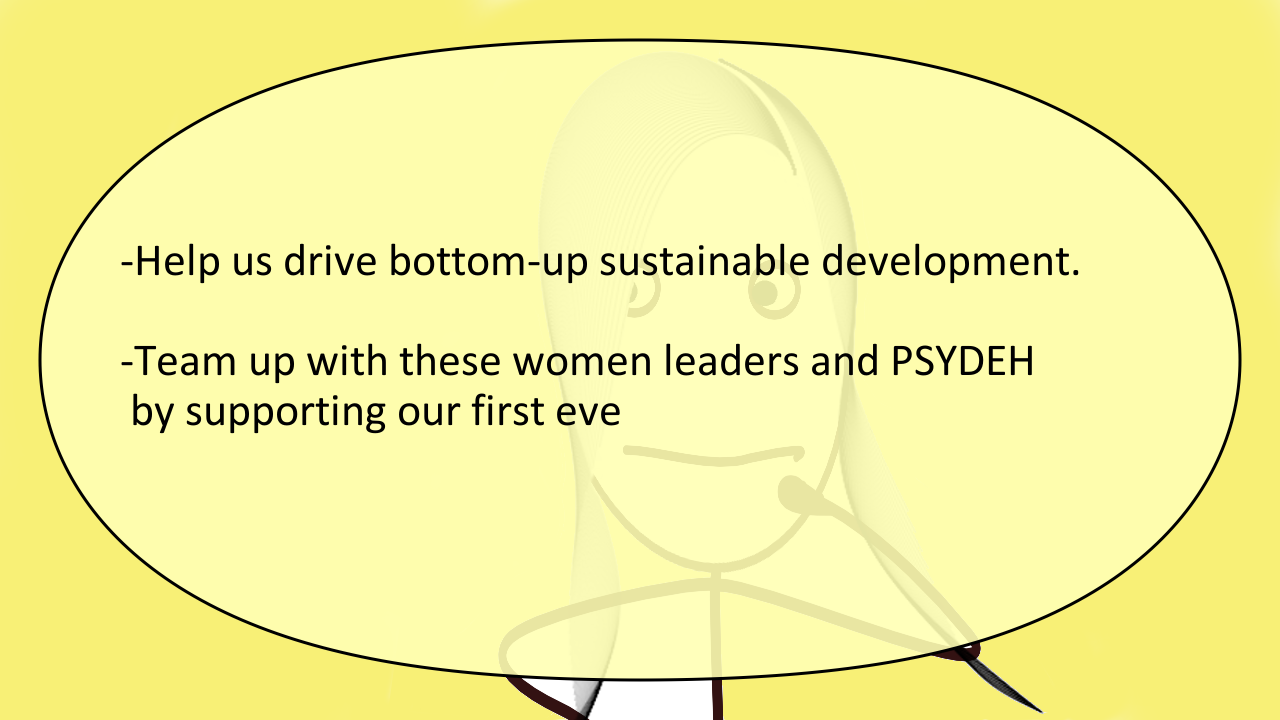 -Help us drive bottom-up sustainable development.
-Team up with these women leaders and PSYDEH
by supporting our first eve